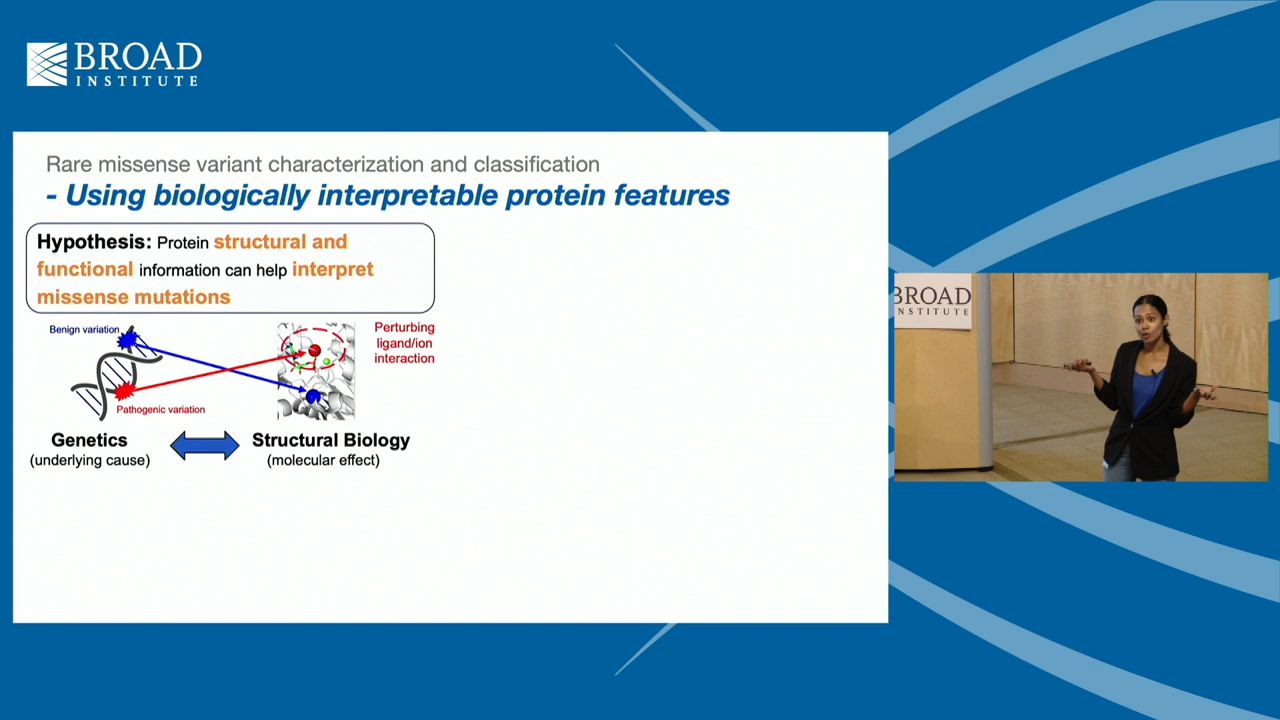 BROAD
INSTITUTE
Rare missense variant characterization and classification
- Using biologically interpretable protein features
Hypothesis: Protein structural and
functional information can help interpret
missense mutations
Benign variation
Pathogenic variation
Perturbing
ligand/ion
interaction
Genetics
(underlying cause)
Structural Biology
(molecular effect)
BROAD
INSTITUTE